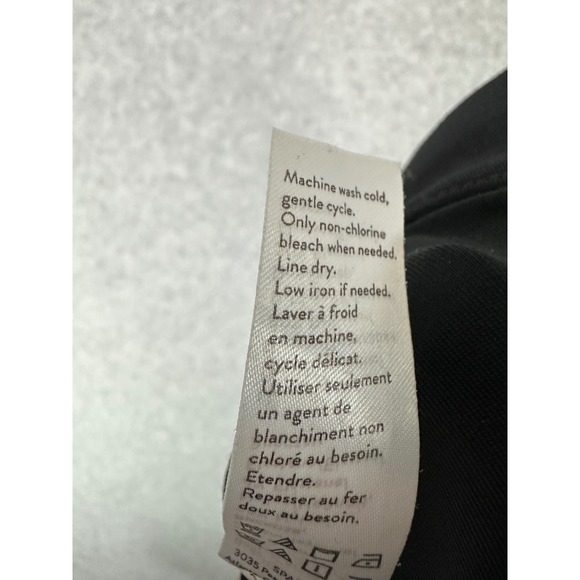 Machine wash cold,
gentle cycle.
Only non-chlorine
bleach when needed.
Line dry.
Low iron if needed.
Laver à froid
en machine,
cycle délicat.
Utiliser seulement
un agent de
blanchiment non
chloré au besoin.
Etendre.
Repasser au fer
doux au besoin.
3035